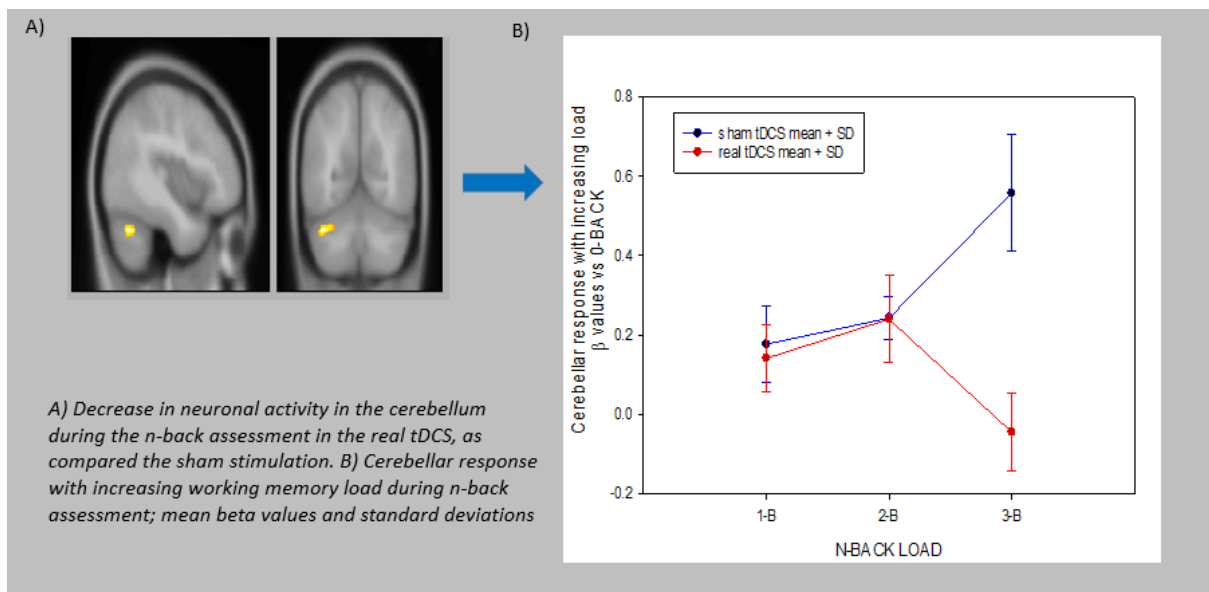 A)
B)
A) Decrease in neuronal activity in the cerebellum
during the n-back assessment in the real tDCS, as
compared the sham stimulation. B) Cerebellar response
with increasing working memory load during n-back
assessment; mean beta values and standard deviations
Cerebellar response with increasing load
β values vs 0-BACK
0.8
0.6
0.4
0.2
0.0
-0.2
s ham tDCS mean + SD
real tDCS mean + SD
1-B
2-B
3-B
N-BACK LOAD